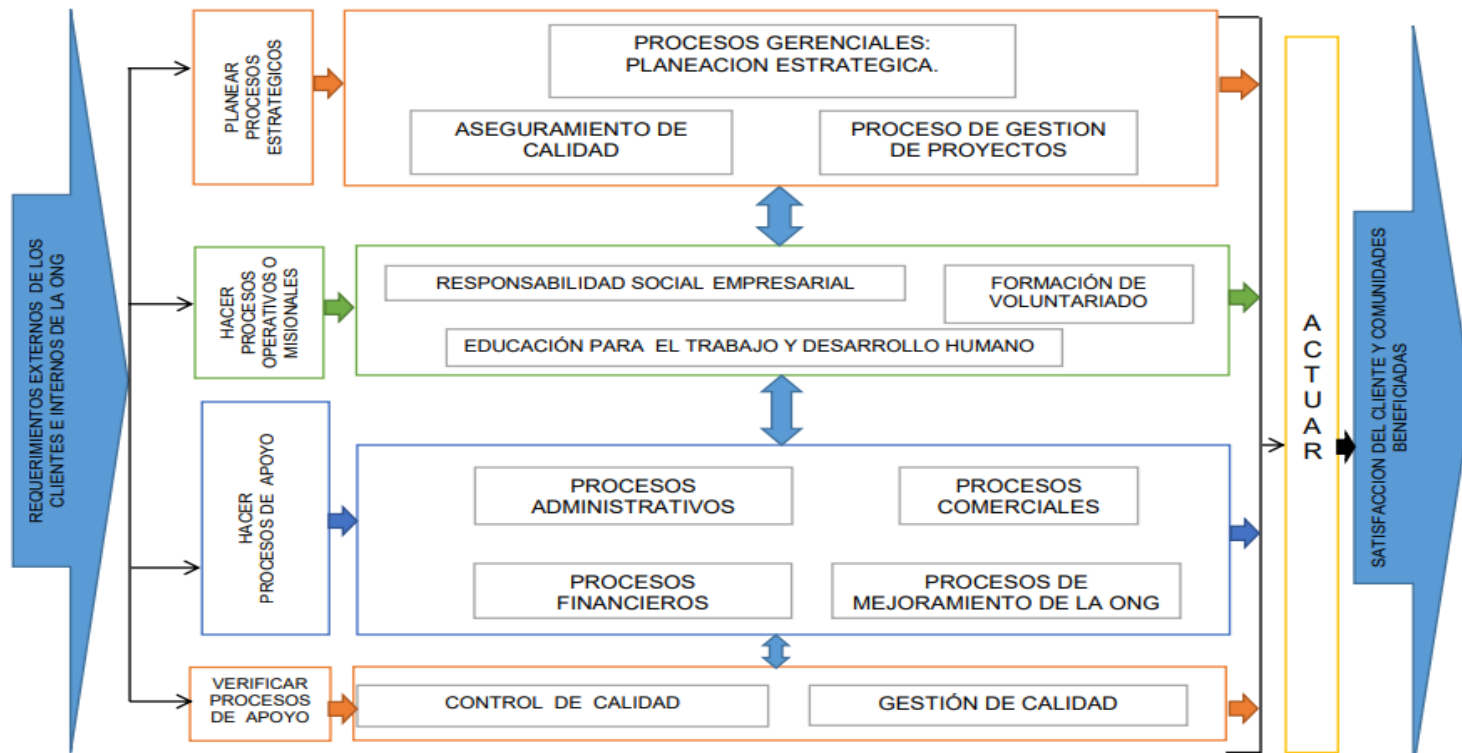 REQUERIMIENTOS EXTERNOS DE LOS
CLIENTES E INTERNOS DE LA ONG
PLANEAR
PROCESOS
ESTRATEGICOS
PROCESOS GERENCIALES:
PLANEACION ESTRATEGICA.
ASEGURAMIENTO DE
CALIDAD
PROCESO DE GESTION
DE PROYECTOS
HACER
PROCESOS
OPERATIVOS O
MISIONALES
RESPONSABILIDAD SOCIAL EMPRESARIAL
FORMACIÓN DE
VOLUNTARIADO
EDUCACIÓN PARA EL TRABAJO Y DESARROLLO HUMANO
HACER
PROCESOS DE APOYO
PROCESOS
ADMINISTRATIVOS
PROCESOS
COMERCIALES
PROCESOS
FINANCIEROS
PROCESOS DE
MEJORAMIENTO DE LA ONG
VERIFICAR
PROCESOS
DE APOYO
CONTROL DE CALIDAD
GESTIÓN DE CALIDAD
A
C
T
U
A
R
SATISFACCION DEL CLIENTE Y COMUNIDADES
BENEFICIADAS